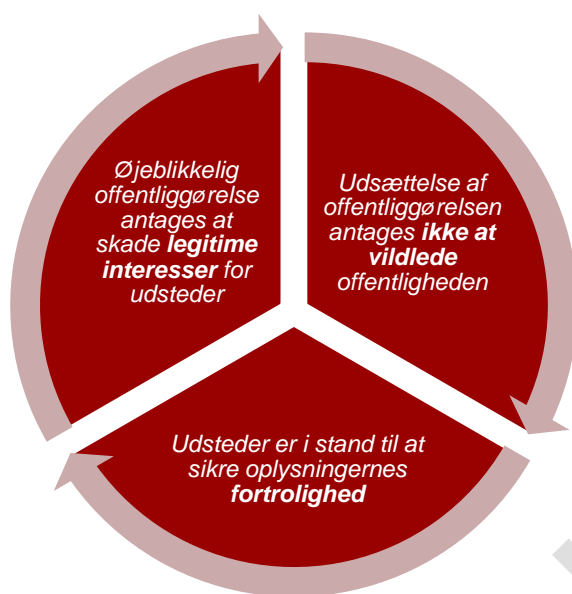 Øjeblikkelig
offentliggørelse
antages at
skade legitime
interesser for
udsteder
Udsættelse af
offentliggørelsen
antages ikke at
vildlede
offentligheden
Udsteder er i stand til at
sikre oplysningernes
fortrolighed